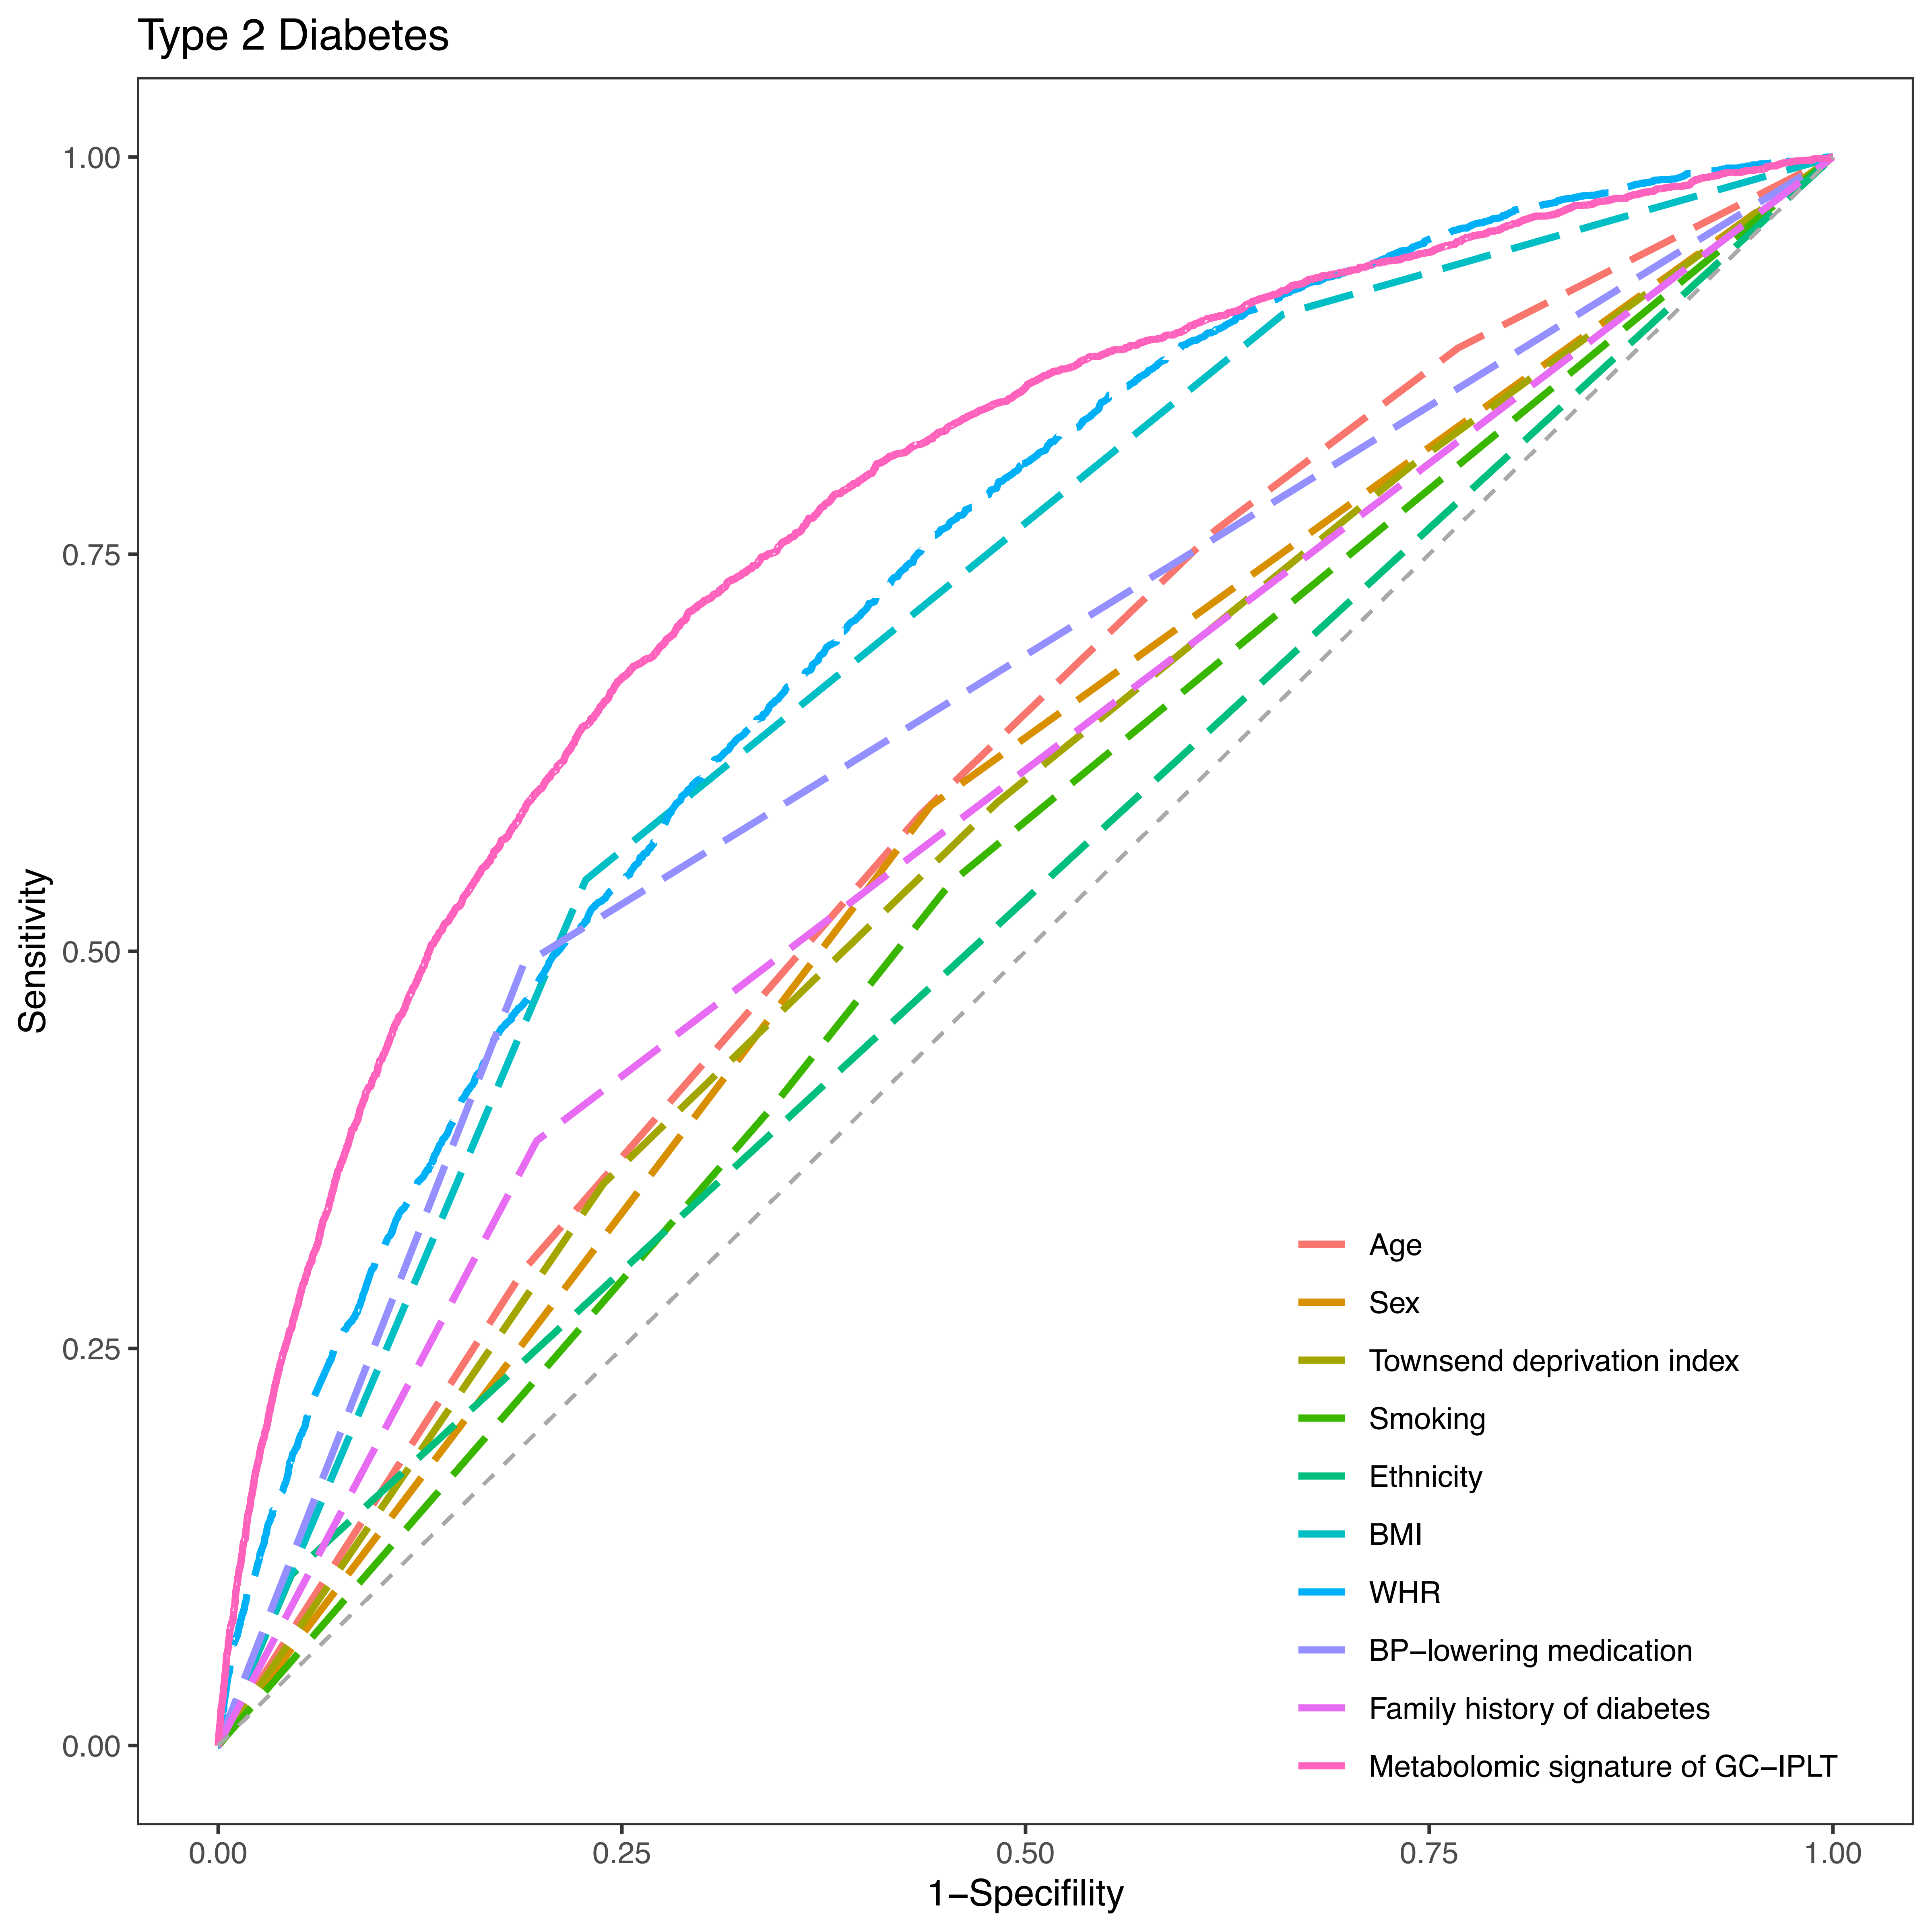 Type 2 Diabetes
1.00
0.75
0.50
0.25
0.00
Sensitivity
Age
Sex
Townsend deprivation index
Smoking
Ethnicity
BMI
WHR
BP−lowering medication
Family history of diabetes
Metabolomic signature of GC−IPLT
0.00 0.25 0.50 0.75 1.00
1−Specifility